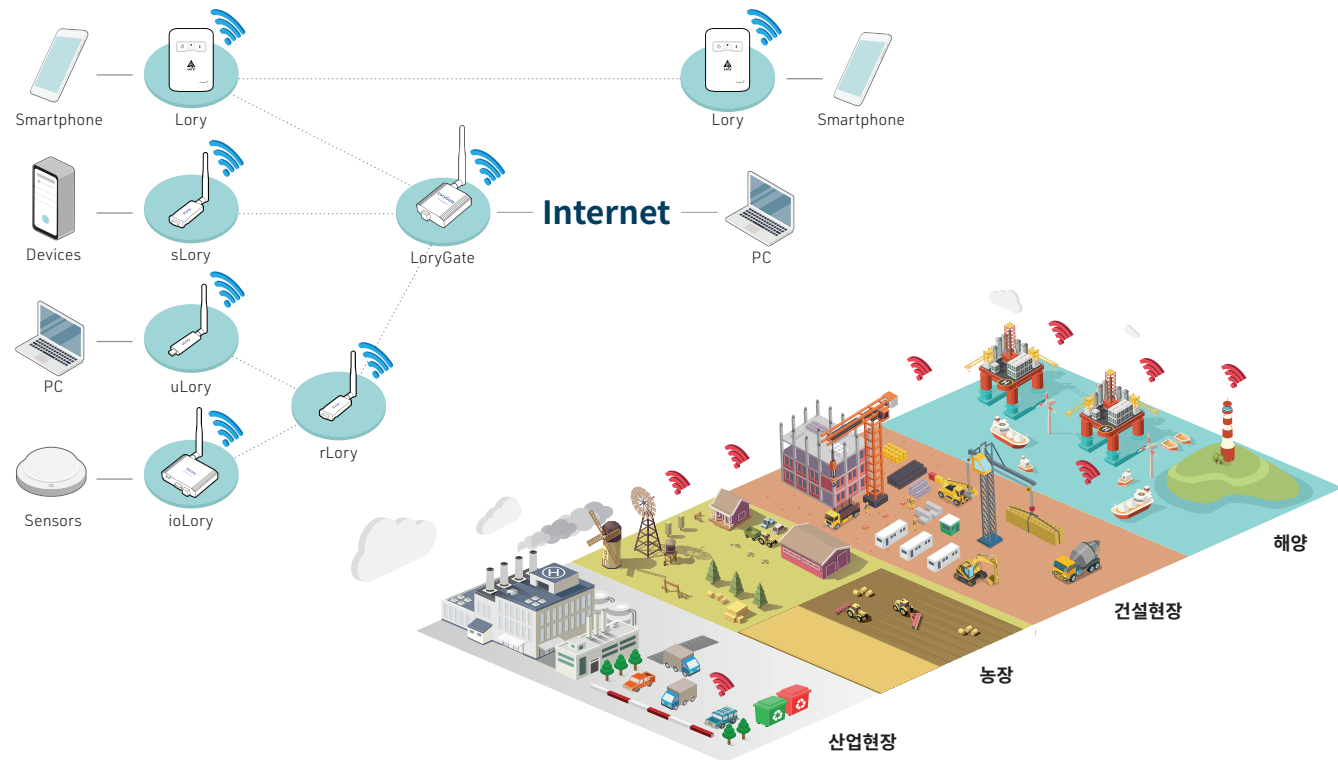 Smartphone
Lory
Lory
Smartphone
Devices
sLory
LoryGate
Internet
PC
PC
uLory
rLory
Sensors
ioLory
해양
건설현장
농장
산업현장